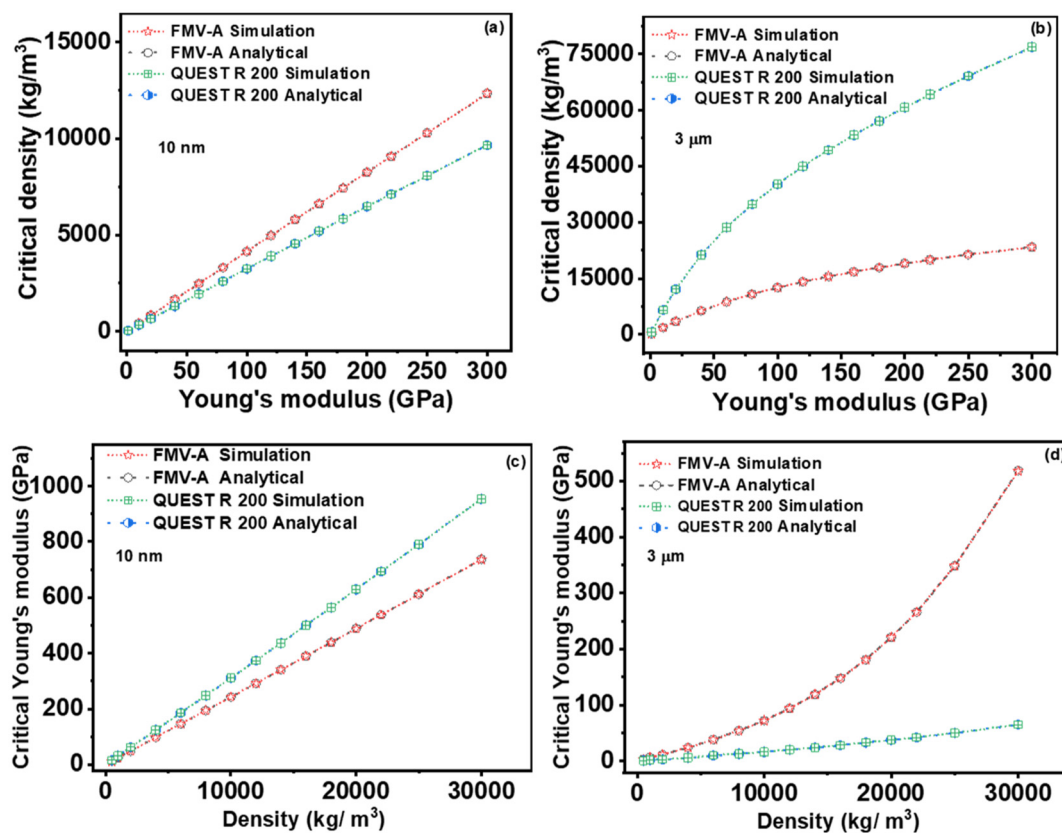 (a)
FMV-A Simulation
FMV-A Analytical
QUEST R 200 Simulation
QUEST R 200 Analytical
10 nm
Critical density (kg/m³)
15000
10000
5000
0
0 50 100 150 200 250 300
Young's modulus (GPa)
(b)
FMV-A Simulation
FMV-A Analytical
QUEST R 200 Simulation
QUEST R 200 Analytical
3 μm
Critical density (kg/m³)
75000
60000
45000
30000
15000
0
0 50 100 150 200 250 300
Young's modulus (GPa)
(c)
FMV-A Simulation
FMV-A Analytical
QUEST R 200 Simulation
QUEST R 200 Analytical
10 nm
Critical Young's modulus (GPa)
1000
800
600
400
200
0
0 10000 20000 30000
Density (kg/ m³)
(d)
FMV-A Simulation
FMV-A Analytical
QUEST R 200 Simulation
QUEST R 200 Analytical
3 μm
Critical Young's modulus (GPa)
500
400
300
200
100
0
10000 20000 30000
Density (kg/ m³)